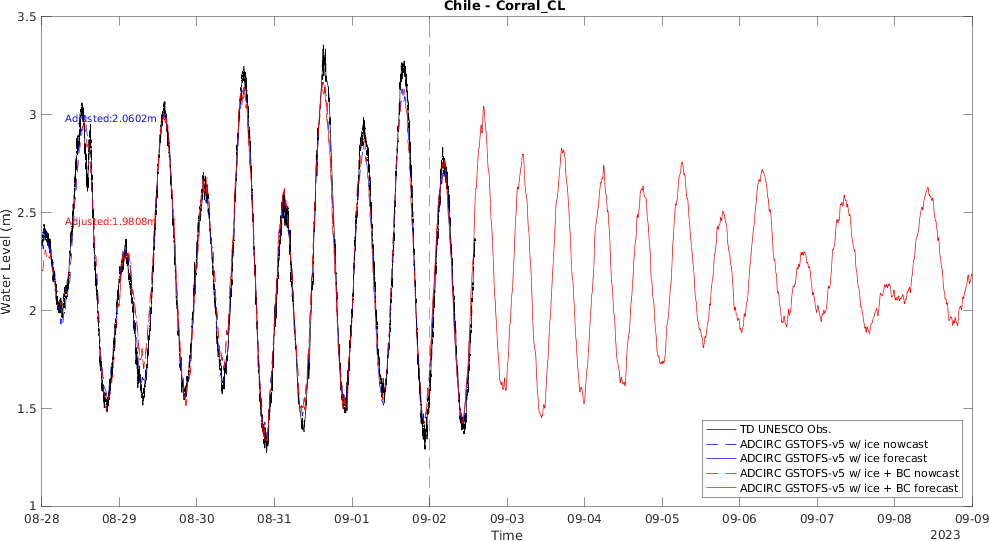 Chile - Corral_CL
3.5
3
2.5
2
1.5
1
Water Level (m)
Adjusted:2.0602m
Adjusted:1.9808m
TD UNESCO Obs.
ADCIRC GSTOFS-v5 w/ ice nowcast
ADCIRC GSTOFS-v5 w/ ice forecast
ADCIRC GSTOFS-v5 w/ ice + BC nowcast
ADCIRC GSTOFS-v5 w/ ice + BC forecast
08-28 08-29 08-30 08-31 09-01 09-02 09-03 09-04 09-05 09-06 09-07 09-08 09-09
Time
2023